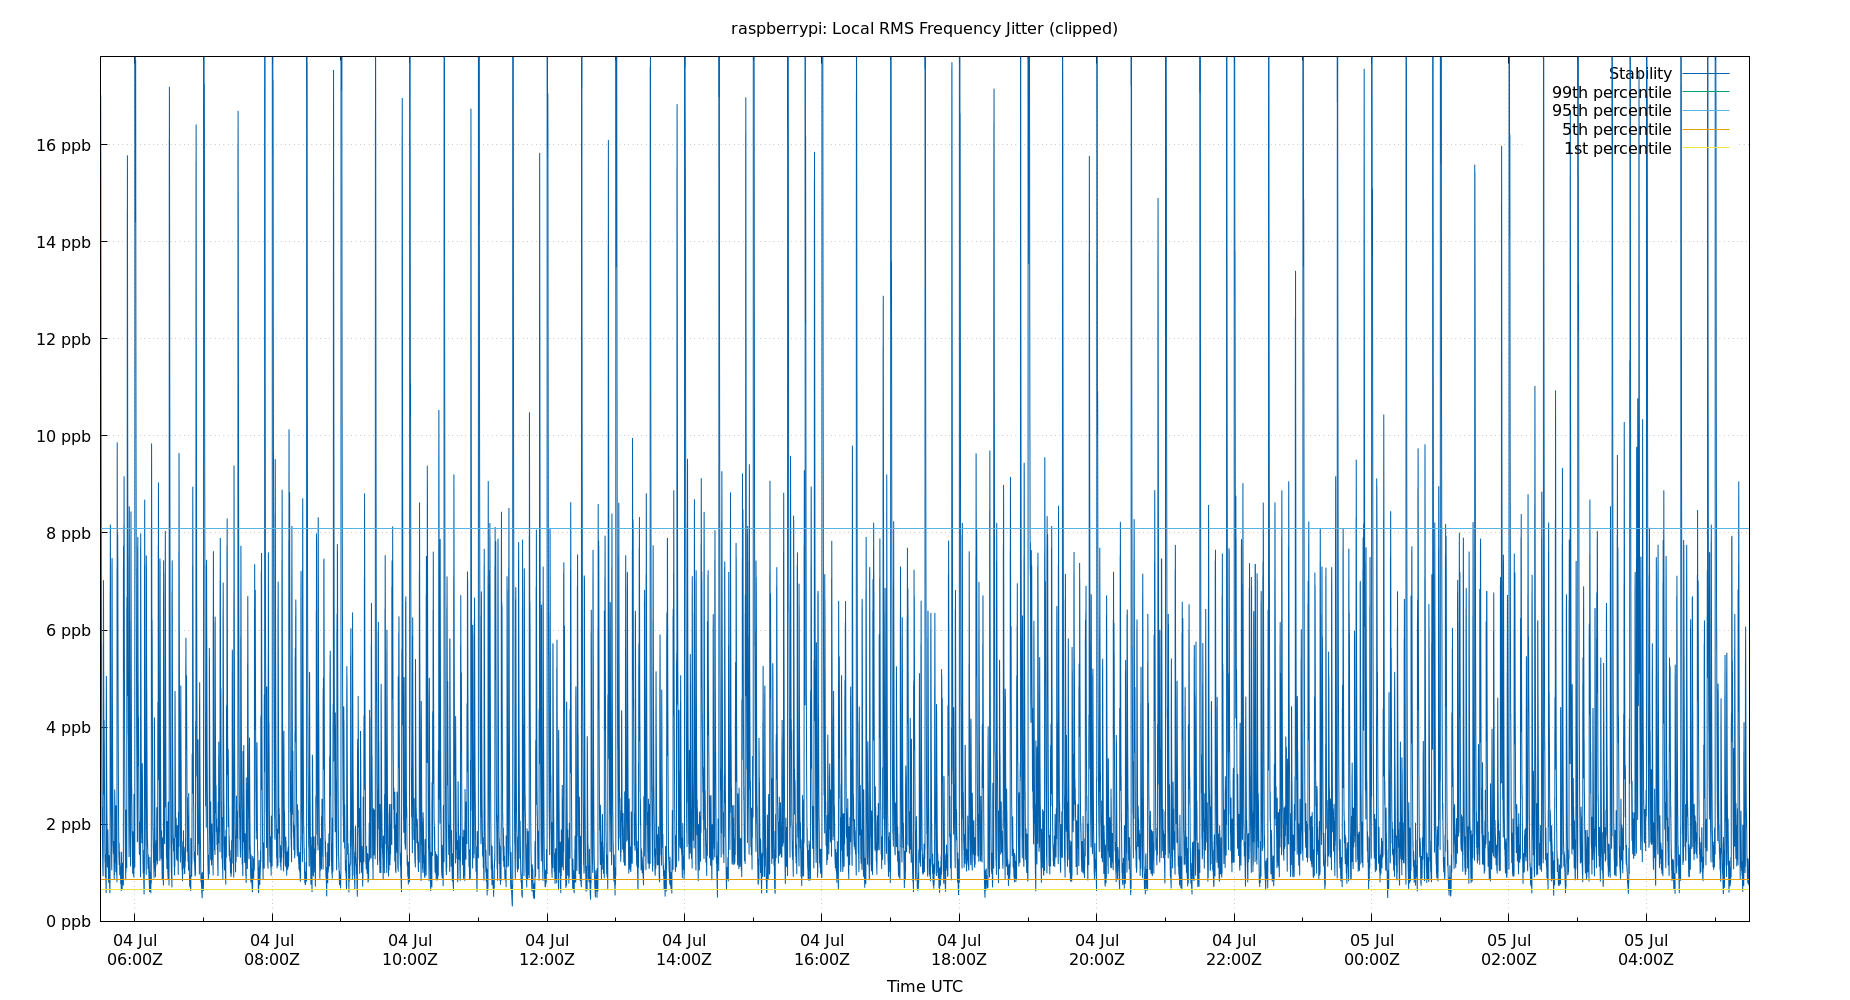 raspberrypi: Local RMS Frequency Jitter (clipped)
Stability
99th percentile
95th percentile
5th percentile
1st percentile
16 ppb
14 ppb
12 ppb
10 ppb
8 ppb
6 ppb
4 ppb
2 ppb
0 ppb
04 Jul 04 Jul 04 Jul 04 Jul 04 Jul 04 Jul 04 Jul 04 Jul 04 Jul 05 Jul 05 Jul 05 Jul
06:00Z 08:00Z 10:00Z 12:00Z 14:00Z 16:00Z 18:00Z 20:00Z 22:00Z 00:00Z 02:00Z 04:00Z
Time UTC